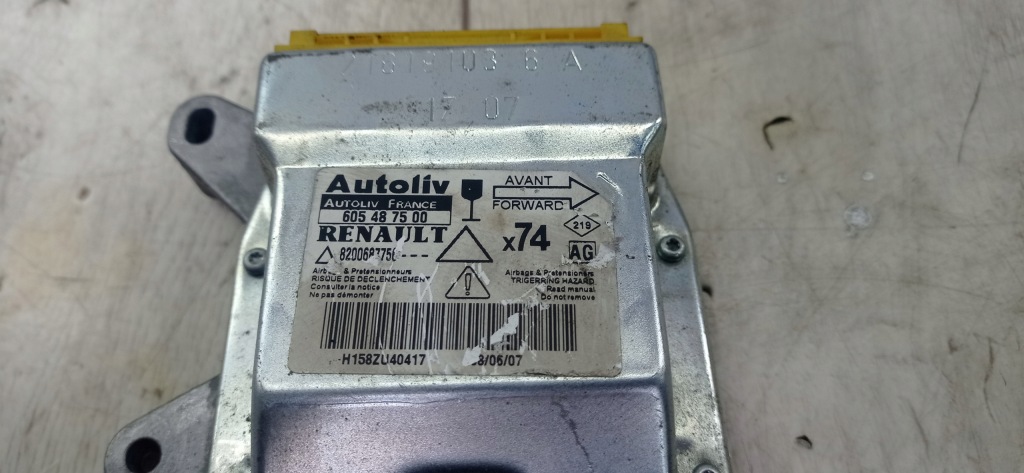 Autoliv
AVANT
FORWARD
AUTOLIV FRANCE
605 48 75 00
RENAULT
x74
219
AG
Airbags & Pretensionneurs
RISQUE DE DECLENCHEMENT
Consulter la notice
Ne pas démonter
Airbags & Pretensioners
TRIGERRING HAZARD
Read manual
Do not remove
H158ZU40417
/06/07